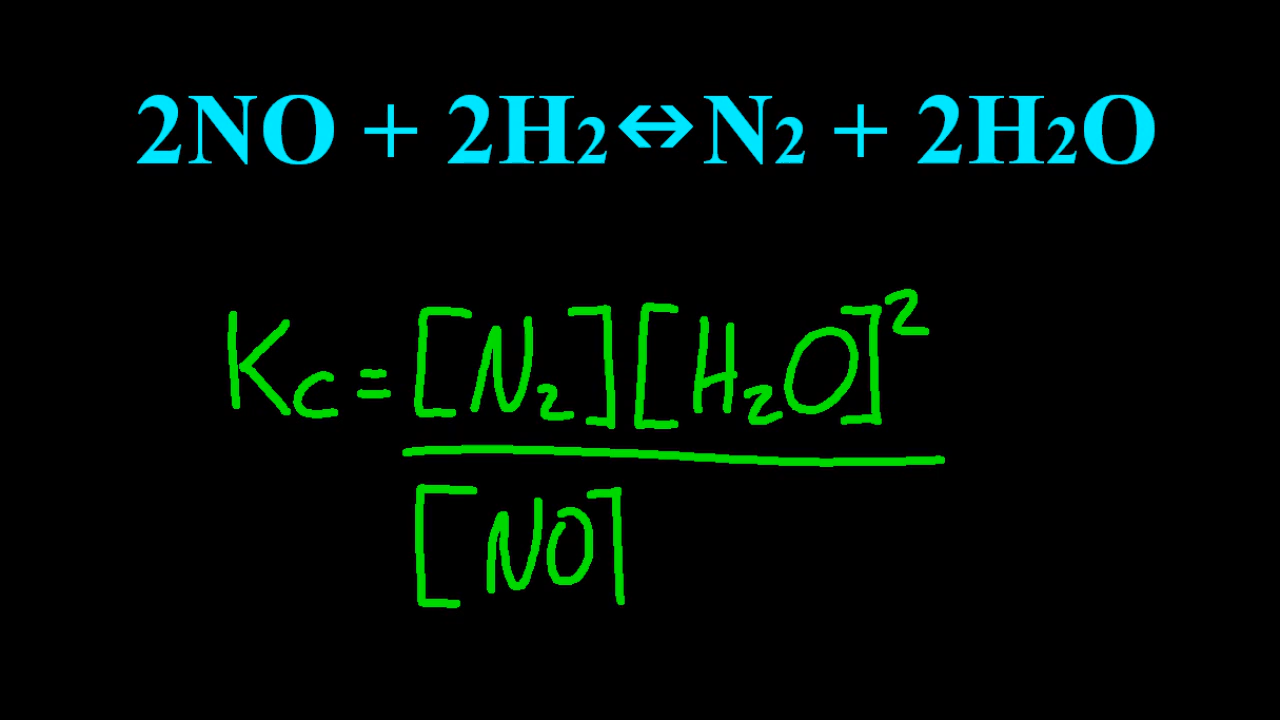 2NO + 2H₂↔N₂ + 2H₂O
Kc = [N₂][H₂O]²
[NO]